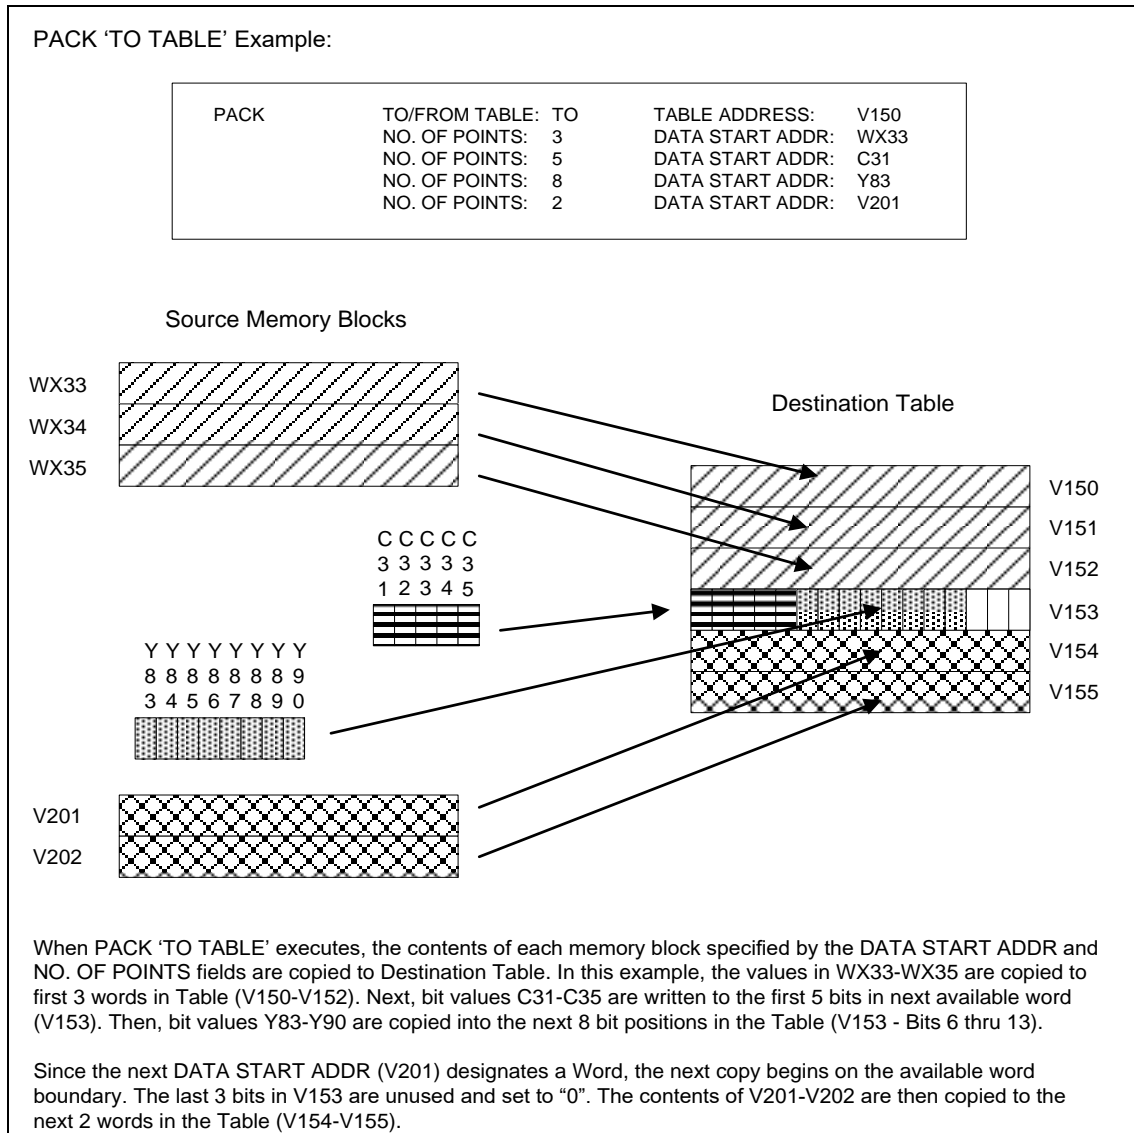 PACK ‘TO TABLE’ Example:
PACK TO/FROM TABLE: TO TABLE ADDRESS: V150
NO. OF POINTS: 3 DATA START ADDR: WX33
NO. OF POINTS: 5 DATA START ADDR: C31
NO. OF POINTS: 8 DATA START ADDR: Y83
NO. OF POINTS: 2 DATA START ADDR: V201
Source Memory Blocks
WX33
WX34
WX35
Destination Table
V150
V151
V152
V153
V154
V155
C C C C C
3 3 3 3 3
1 2 3 4 5
Y Y Y Y Y Y Y Y
8 8 8 8 8 8 8 9
3 4 5 6 7 8 9 0
V201
V202
When PACK ‘TO TABLE’ executes, the contents of each memory block specified by the DATA START ADDR and
NO. OF POINTS fields are copied to Destination Table. In this example, the values in WX33-WX35 are copied to
first 3 words in Table (V150-V152). Next, bit values C31-C35 are written to the first 5 bits in next available word
(V153). Then, bit values Y83-Y90 are copied into the next 8 bit positions in the Table (V153 - Bits 6 thru 13).
Since the next DATA START ADDR (V201) designates a Word, the next copy begins on the available word
boundary. The last 3 bits in V153 are unused and set to “0”. The contents of V201-V202 are then copied to the
next 2 words in the Table (V154-V155).